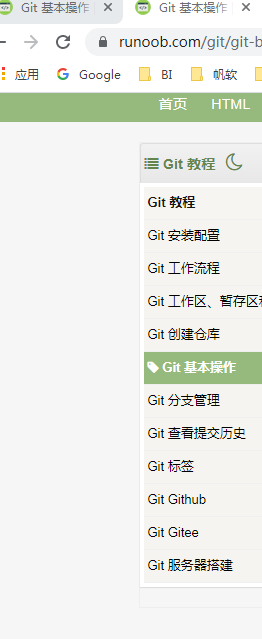 Git 基本操作
Git 基本操作
runoob.com/git/git-b
应用 Google BI 帆软
首页 HTML
Git 教程
Git 教程
Git 安装配置
Git 工作流程
Git 工作区、暂存区
Git 创建仓库
Git 基本操作
Git 分支管理
Git 查看提交历史
Git 标签
Git Github
Git Gitee
Git 服务器搭建